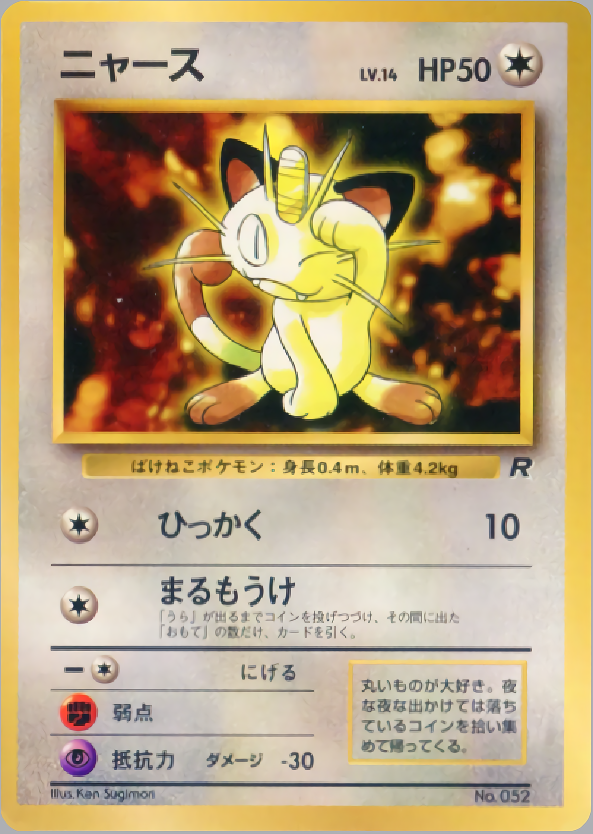 ニャース LV.14 HP50
ばけねこポケモン：身長0.4m、体重4.2kg R
ひっかく 10
まるもうけ
「うら」が出るまでコインを投げつづけ、その間に出た
「おもて」の数だけ、カードを引く。
にげる
弱点
抵抗力 ダメージ -30
丸いものが大好き。夜
な夜な出かけては落ち
ているコインを拾い集
めて帰ってくる。
Illus. Ken Sugimori No. 052